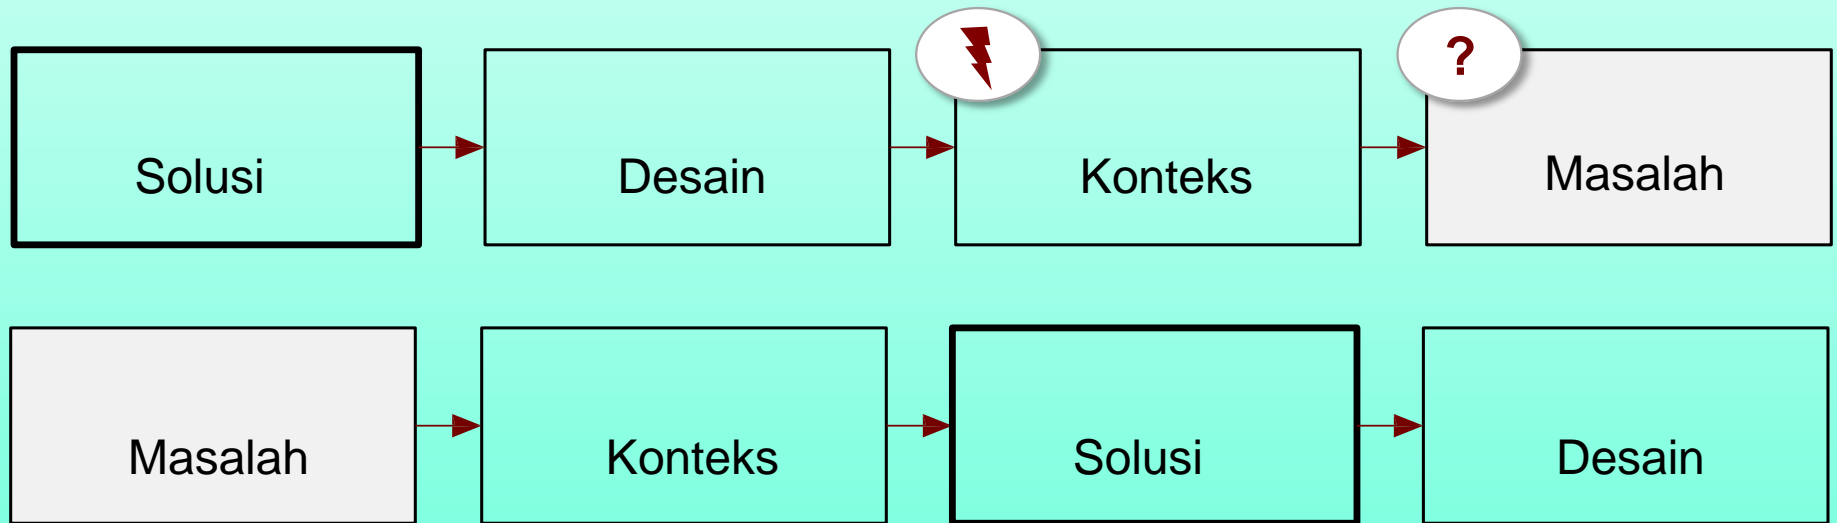 ?
Solusi
Desain
Konteks
Masalah
Masalah
Konteks
Solusi
Desain